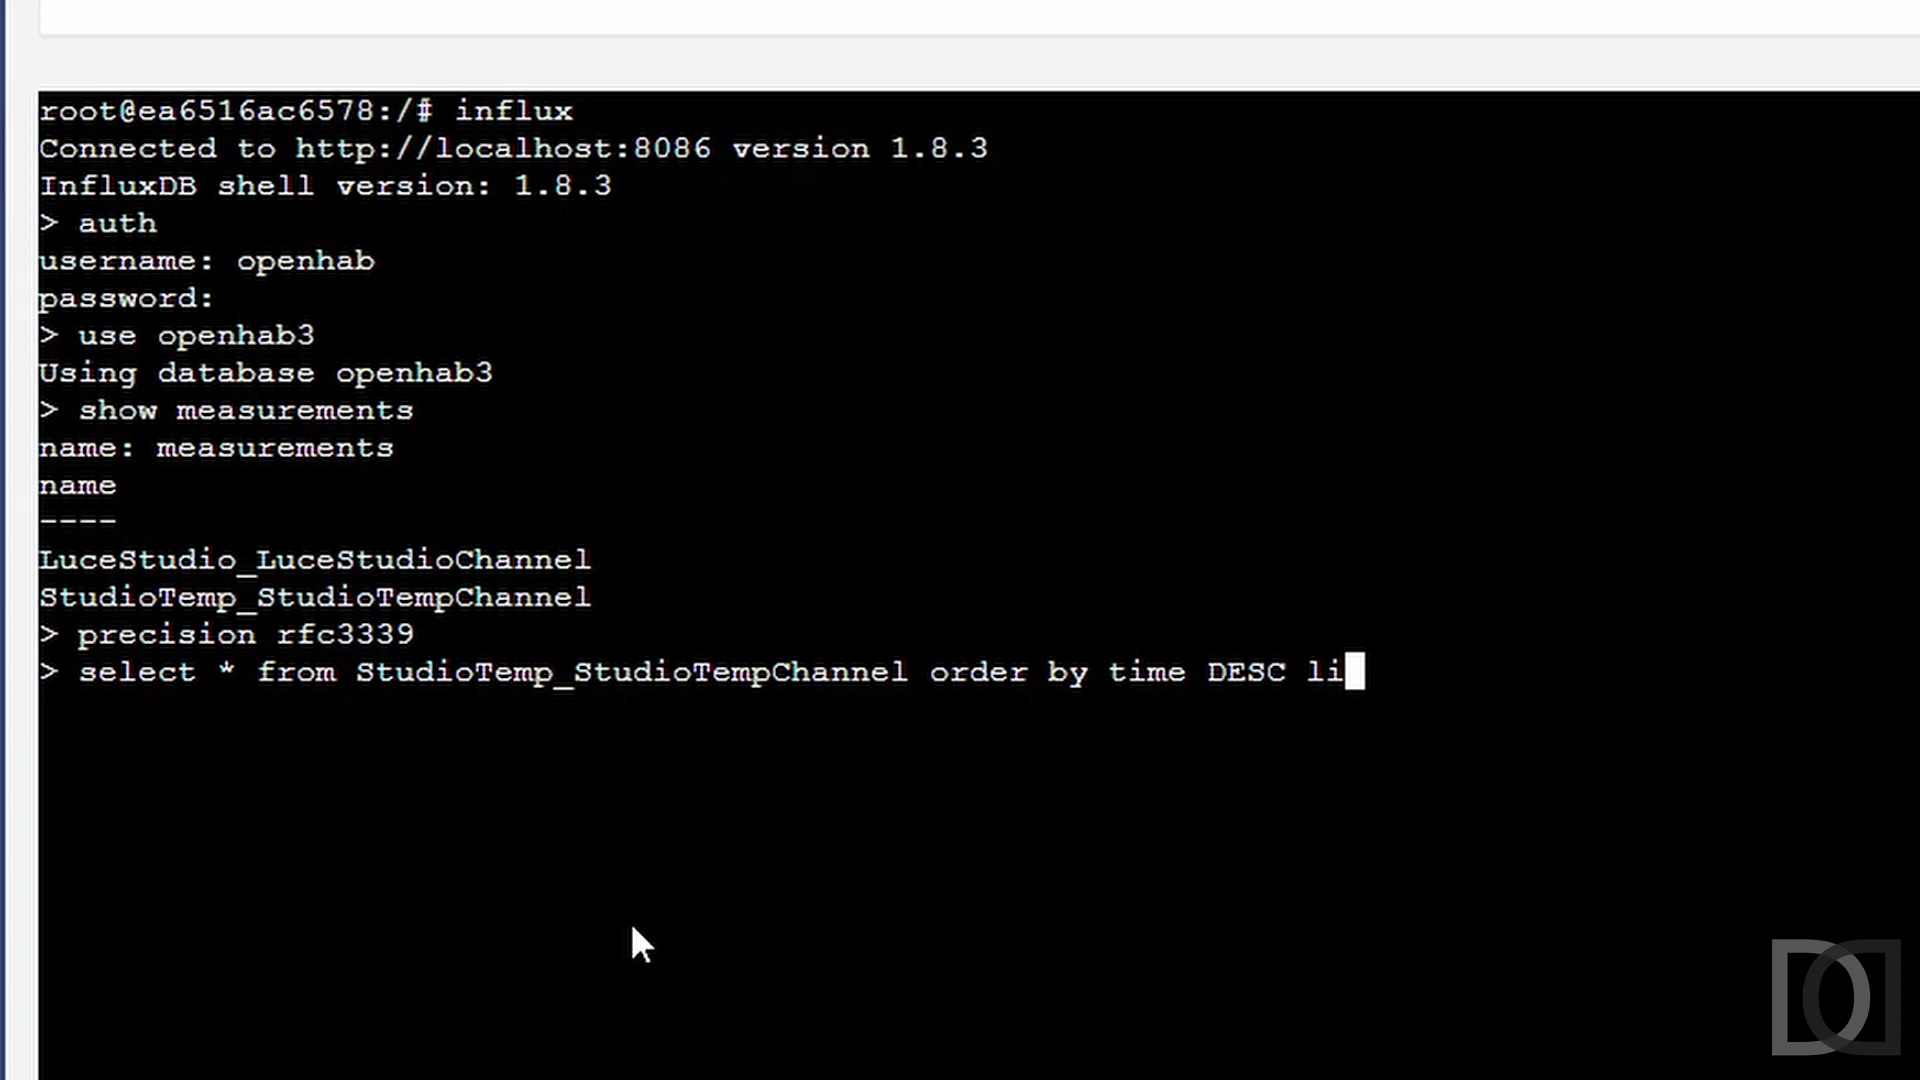 root@ea6516ac6578:/# influx
Connected to http://localhost:8086 version 1.8.3
InfluxDB shell version: 1.8.3
> auth
username: openhab
password:
> use openhab3
Using database openhab3
> show measurements
name: measurements
name
----
LuceStudio_LuceStudioChannel
StudioTemp_StudioTempChannel
> precision rfc3339
> select * from StudioTemp_StudioTempChannel order by time DESC li